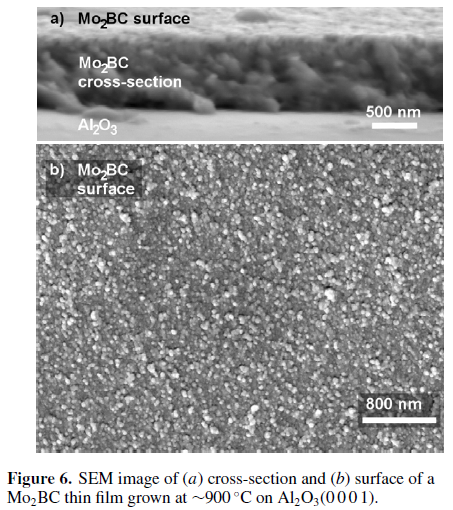 a) Mo₂BC surface
Mo₂BC
cross-section
500 nm
Al₂O₃
b) Mo₂BC
surface
800 nm
Figure 6. SEM image of (a) cross-section and (b) surface of a
Mo₂BC thin film grown at ~900 °C on Al₂O₃(0 0 0 1).